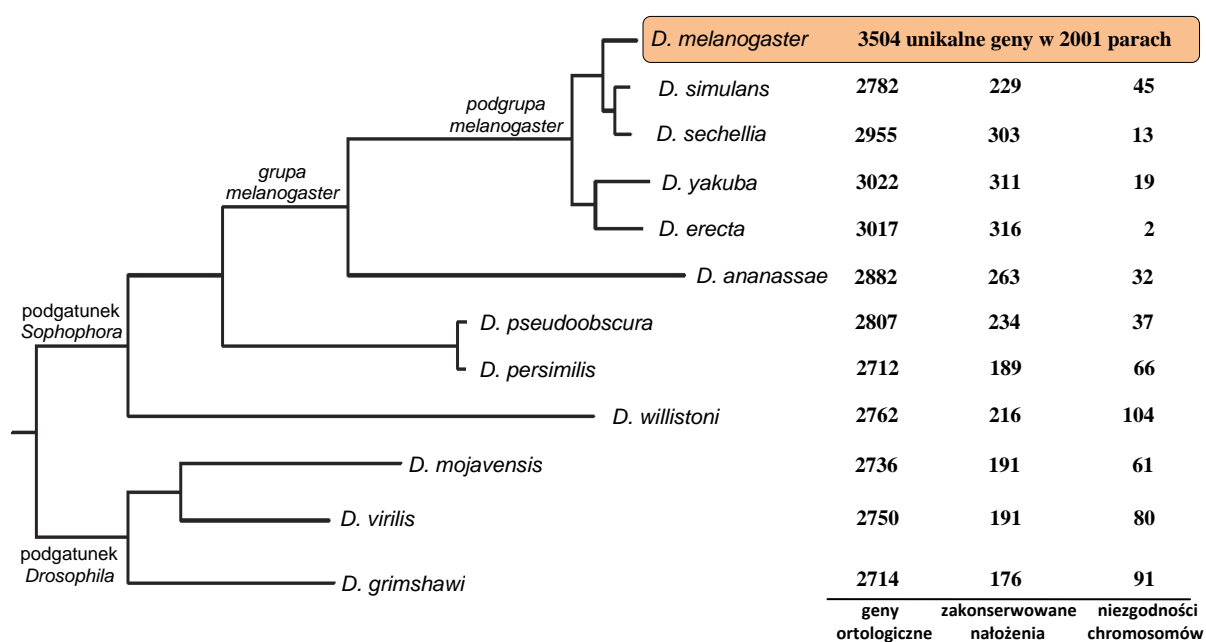 D. melanogaster 3504 unikalne geny w 2001 parach
D. simulans 2782 229 45
podgrupa
melanogaster
D. sechellia 2955 303 13
grupa
melanogaster
D. yakuba 3022 311 19
D. erecta 3017 316 2
D. ananassae 2882 263 32
podgatunek
Sophophora
D. pseudoobscura 2807 234 37
D. persimilis 2712 189 66
D. willistoni 2762 216 104
D. mojavensis 2736 191 61
D. virilis 2750 191 80
podgatunek
Drosophila
D. grimshawi 2714 176 91
geny zakonserwowane niezgodności
ortologiczne nałożenia chromosomów